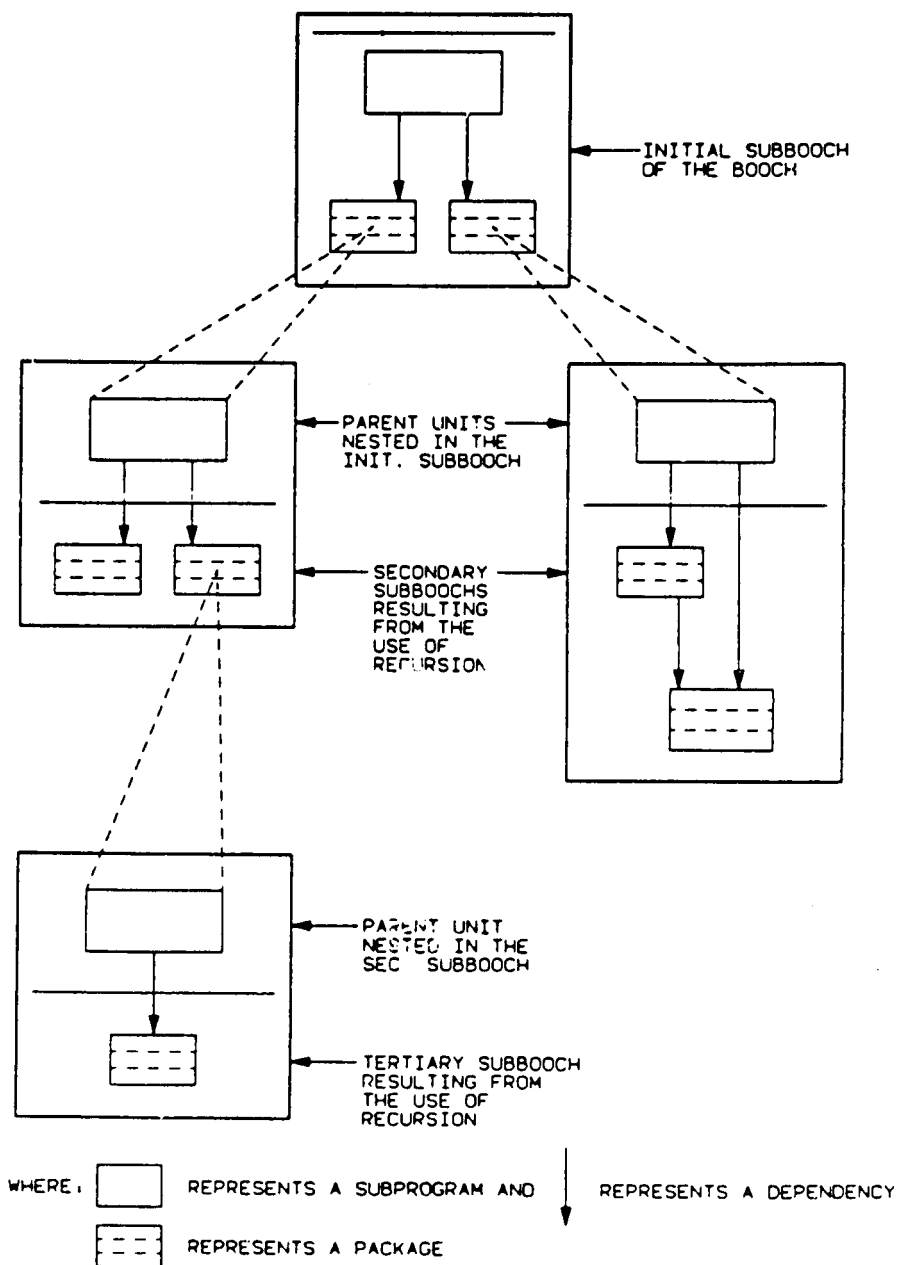 INITIAL SUBBOOCH
OF THE BOOCH
PARENT UNITS
NESTED IN THE
INIT. SUBBOOCH
SECONDARY
SUBBOOCHS
RESULTING
FROM THE
USE OF
RECURSION
PARENT UNIT
NESTED IN THE
SEC SUBBOOCH
TERTIARY SUBBOOCH
RESULTING FROM
THE USE OF
RECURSION
WHERE: REPRESENTS A SUBPROGRAM AND REPRESENTS A DEPENDENCY
REPRESENTS A PACKAGE